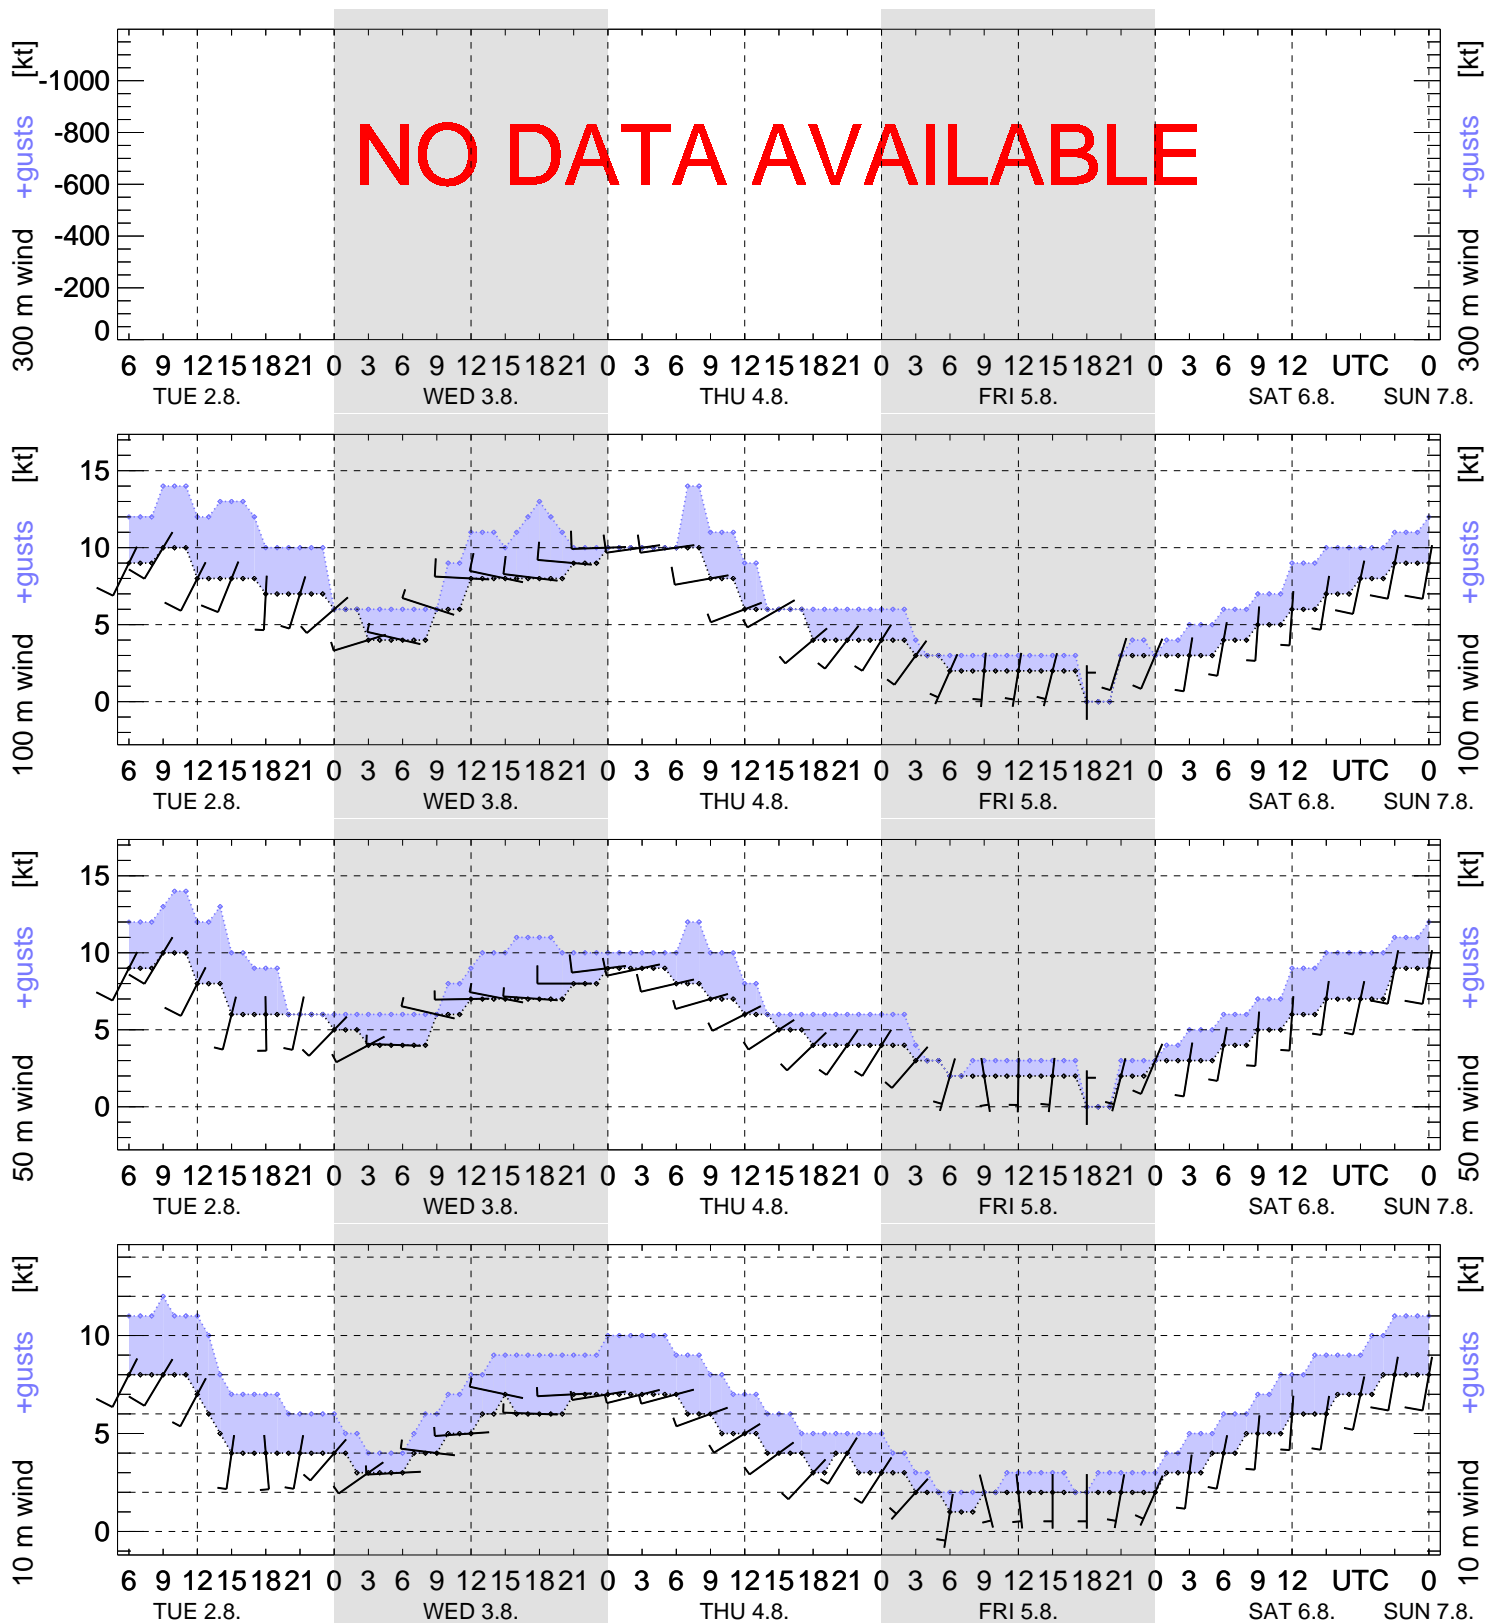 300 m wind +gusts [kt]
-1000
-800
-600
-400
-200
0
NO DATA AVAILABLE
300 m wind +gusts [kt]
6 9 12 15 18 21 0 3 6 9 12 15 18 21 0 3 6 9 12 15 18 21 0 3 6 9 12 15 18 21 0 3 6 9 12 UTC 0
TUE 2.8. WED 3.8. THU 4.8. FRI 5.8. SAT 6.8. SUN 7.8.
100 m wind +gusts [kt]
15
10
5
0
100 m wind +gusts [kt]
6 9 12 15 18 21 0 3 6 9 12 15 18 21 0 3 6 9 12 15 18 21 0 3 6 9 12 15 18 21 0 3 6 9 12 UTC 0
TUE 2.8. WED 3.8. THU 4.8. FRI 5.8. SAT 6.8. SUN 7.8.
50 m wind +gusts [kt]
15
10
5
0
50 m wind +gusts [kt]
6 9 12 15 18 21 0 3 6 9 12 15 18 21 0 3 6 9 12 15 18 21 0 3 6 9 12 15 18 21 0 3 6 9 12 UTC 0
TUE 2.8. WED 3.8. THU 4.8. FRI 5.8. SAT 6.8. SUN 7.8.
10 m wind +gusts [kt]
10
5
0
10 m wind +gusts [kt]
6 9 12 15 18 21 0 3 6 9 12 15 18 21 0 3 6 9 12 15 18 21 0 3 6 9 12 15 18 21 0 3 6 9 12 UTC 0
TUE 2.8. WED 3.8. THU 4.8. FRI 5.8. SAT 6.8. SUN 7.8.